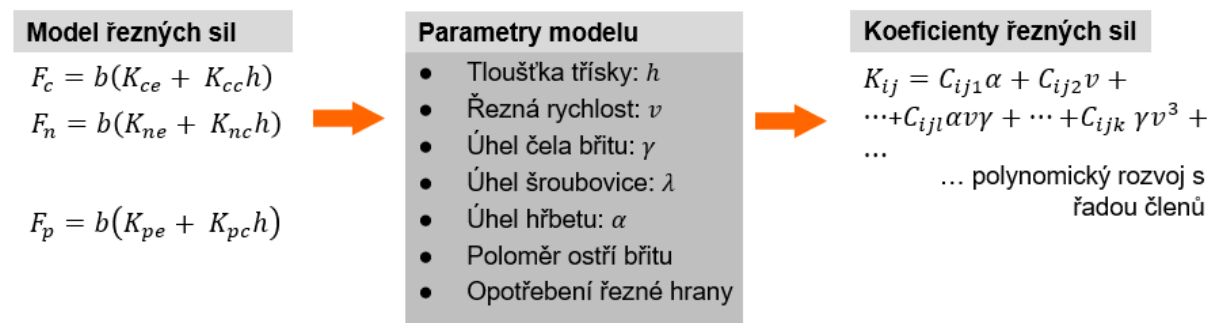 Model řezných sil
F_c = b(K_ce + K_cc h)
F_n = b(K_ne + K_nc h)
F_p = b(K_pe + K_pc h)
Parametry modelu
● Tloušťka třísky: h
● Řezná rychlost: v
● Úhel čela břitu: γ
● Úhel šroubovice: λ
● Úhel hřbetu: α
● Poloměr ostří břitu
● Opotřebení řezné hrany
Koeficienty řezných sil
K_ij = C_ij1 α + C_ij2 v +
⋯+C_ijl αvγ + ⋯ +C_ijk γv³ +
…
… polynomický rozvoj s
řadou členů